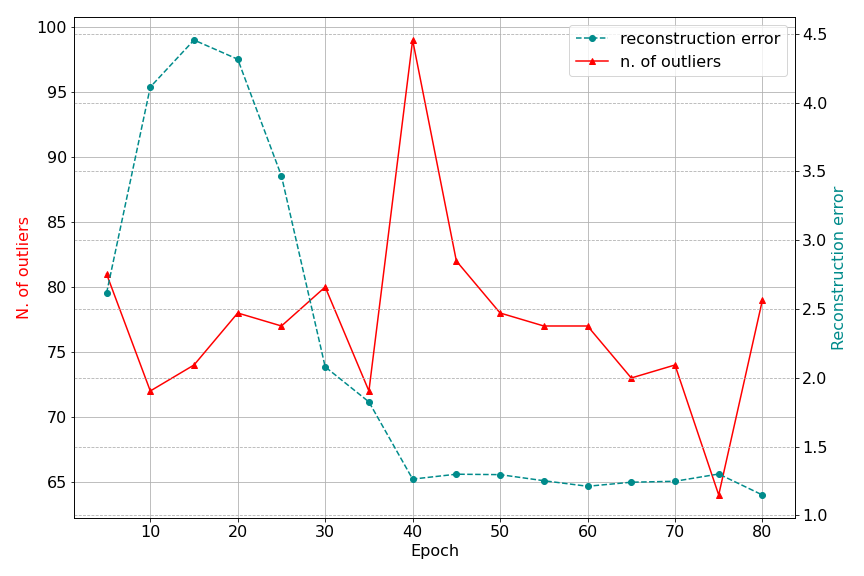 reconstruction error
n. of outliers
100
95
90
85
80
75
70
65
N. of outliers
4.5
4.0
3.5
3.0
2.5
2.0
1.5
1.0
Reconstruction error
10 20 30 40 50 60 70 80
Epoch